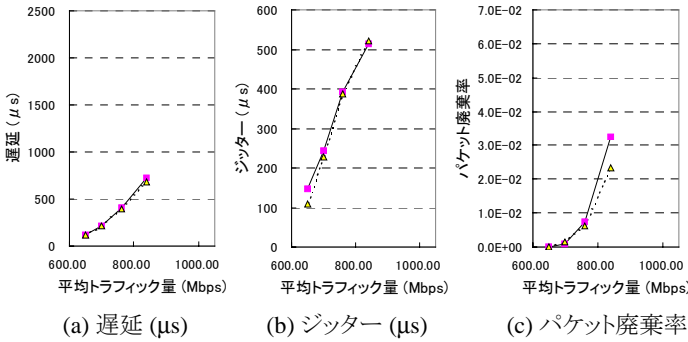 2500
2000
1500
1000
500
0
遅延 (μs)
600.00 800.00 1000.00
平均トラフィック量 (Mbps)
(a) 遅延 (μs)
600
500
400
300
200
100
0
ジッター (μs)
600.00 800.00 1000.00
平均トラフィック量 (Mbps)
(b) ジッター (μs)
7.0E-02
6.0E-02
5.0E-02
4.0E-02
3.0E-02
2.0E-02
1.0E-02
0.0E+00
パケット廃棄率
600.00 800.00 1000.00
平均トラフィック量 (Mbps)
(c) パケット廃棄率